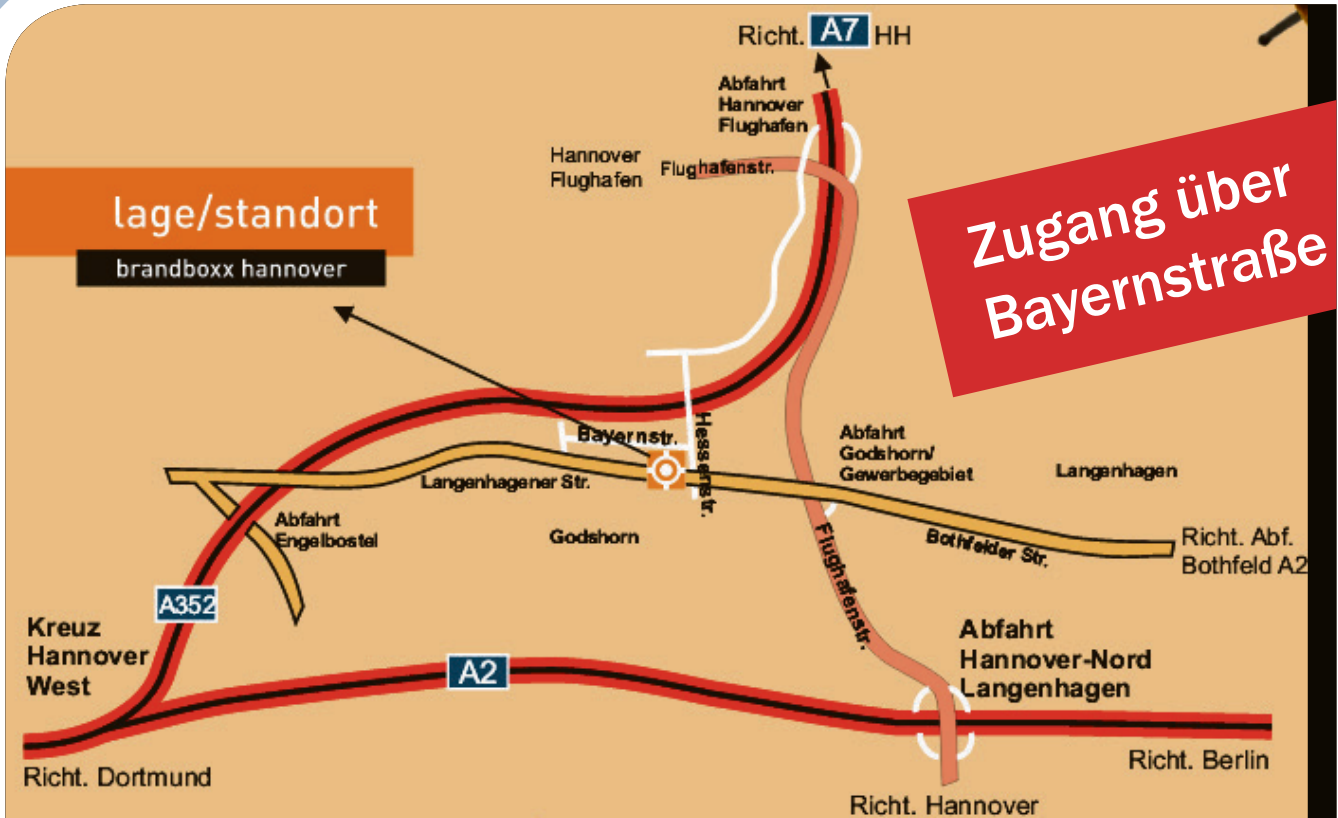 Richt. A7 HH
Abfahrt
Hannover
Flughafen
Hannover
Flughafen
Flughafenstr.
lage/standort
brandboxx hannover
Zugang über
Bayernstraße
Bayernstr.
Hessenstr.
Langenhagener Str.
Abfahrt
Godshorn/
Gewerbegebiet
Langenhagen
Abfahrt
Engelbostel
Godshorn
Flughafenstr.
Bothfelder Str.
Richt. Abf.
Bothfeld A2
A352
Kreuz
Hannover
West
A2
Abfahrt
Hannover-Nord
Langenhagen
Richt. Dortmund
Richt. Berlin
Richt. Hannover